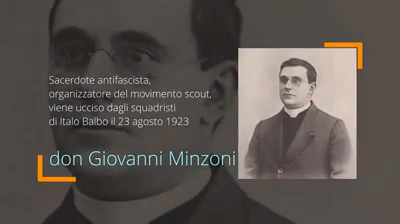 Sacerdote antifascista,
organizzatore del movimento scout,
viene ucciso dagli squadristi
di Italo Balbo il 23 agosto 1923
don Giovanni Minzoni